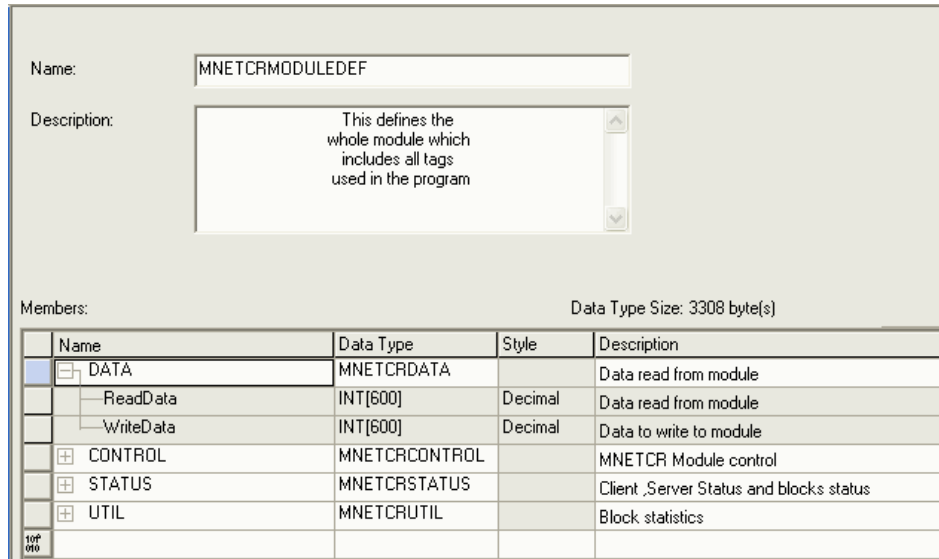 Name: MNETCRMODULEDEF
Description: This defines the
whole module which
includes all tags
used in the program
Members: Data Type Size: 3308 byte(s)
Name Data Type Style Description
DATA MNETCRDATA Data read from module
ReadData INT[600] Decimal Data read from module
WriteData INT[600] Decimal Data to write to module
CONTROL MNETCRCONTROL MNETCR Module control
STATUS MNETCRSTATUS Client ,Server Status and blocks status
UTIL MNETCRUTIL Block statistics